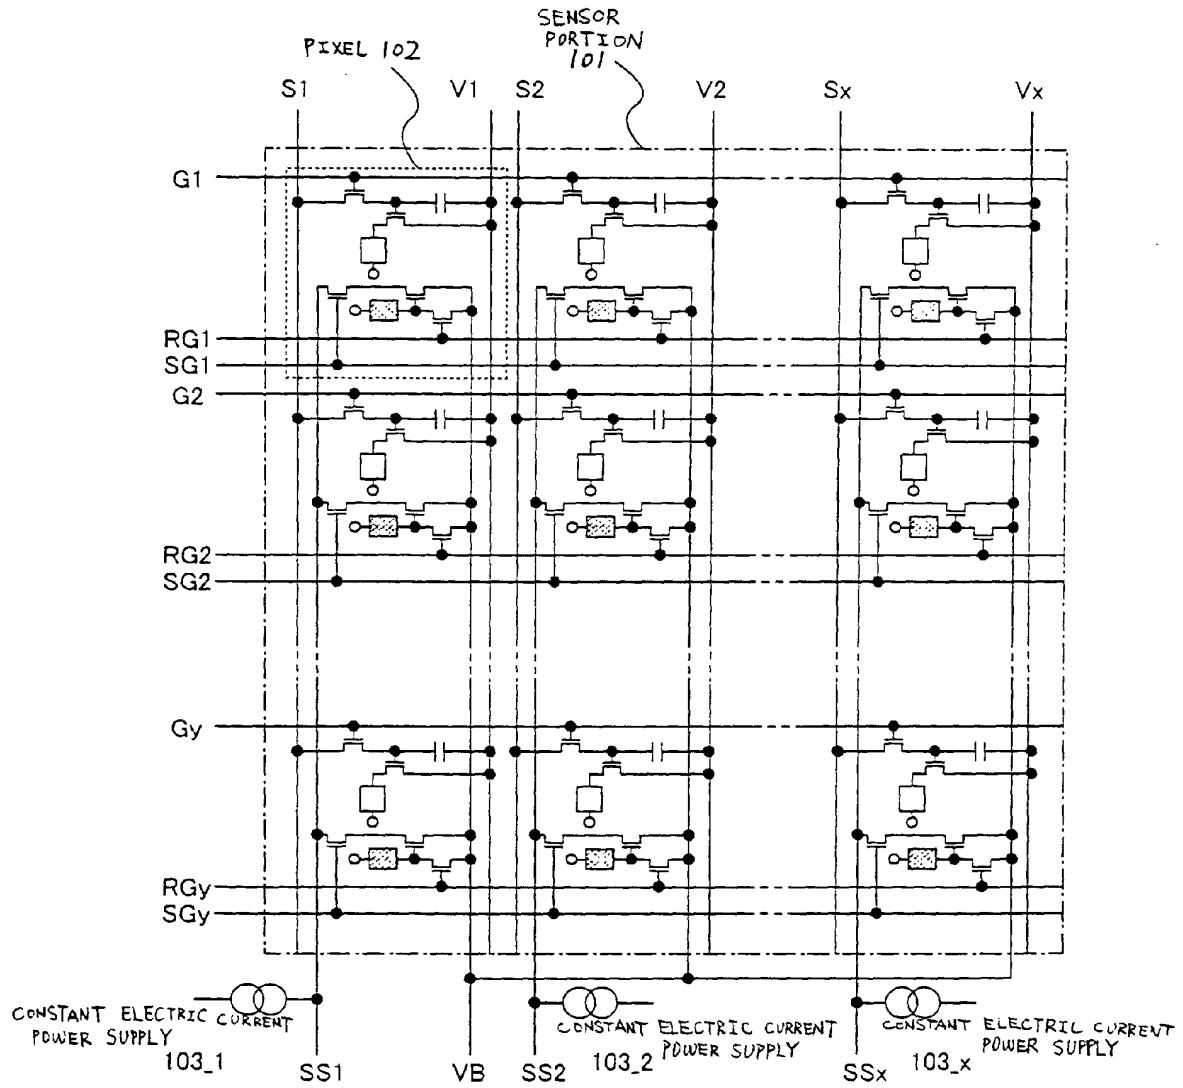 SENSOR
PORTION
101
PIXEL 102
S1 V1 S2 V2 Sx Vx
G1
RG1
SG1
G2
RG2
SG2
Gy
RGy
SGy
CONSTANT ELECTRIC CURRENT
POWER SUPPLY
103_1
CONSTANT ELECTRIC CURRENT
POWER SUPPLY
103_2
CONSTANT ELECTRIC CURRENT
POWER SUPPLY
103_x
SS1 VB SS2 SSx